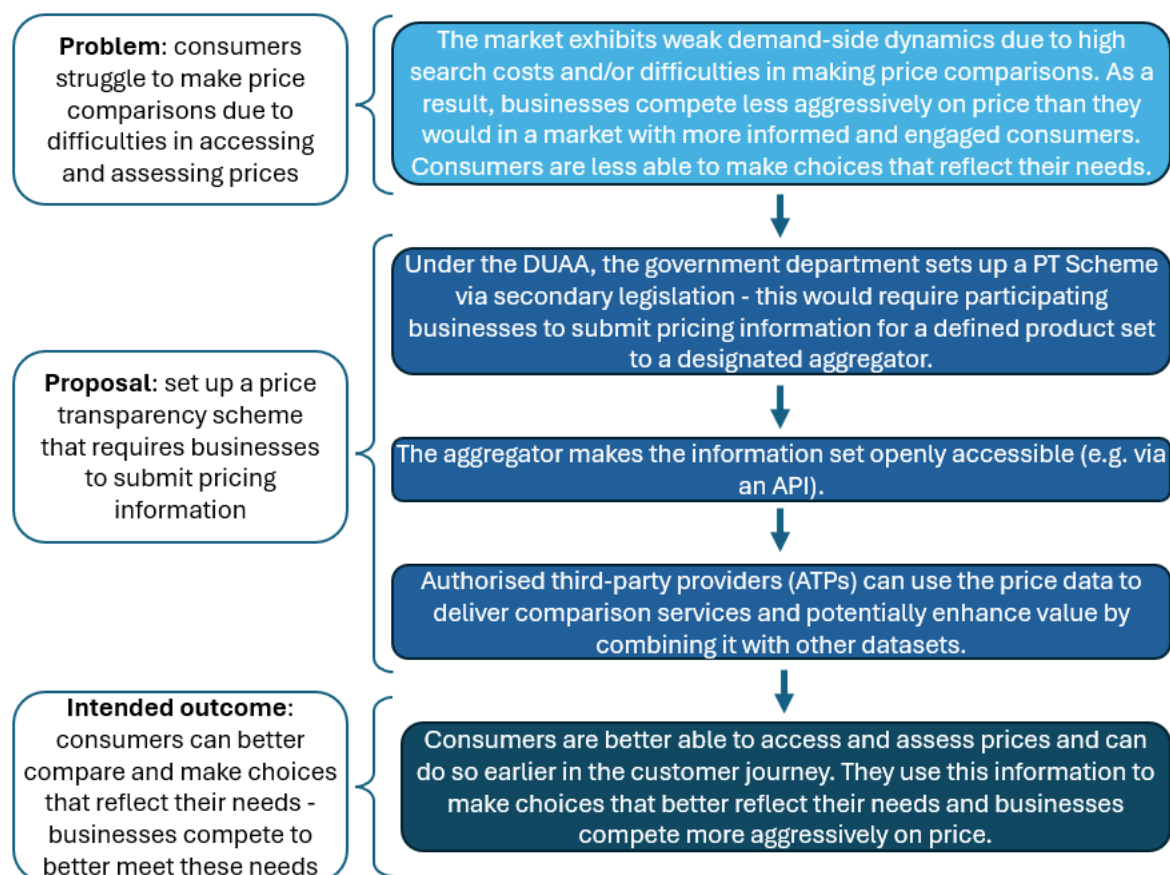 Problem: consumers
struggle to make price
comparisons due to
difficulties in accessing
and assessing prices
The market exhibits weak demand-side dynamics due to high
search costs and/or difficulties in making price comparisons. As a
result, businesses compete less aggressively on price than they
would in a market with more informed and engaged consumers.
Consumers are less able to make choices that reflect their needs.
Proposal: set up a price
transparency scheme
that requires businesses
to submit pricing
information
Under the DUAA, the government department sets up a PT Scheme
via secondary legislation - this would require participating
businesses to submit pricing information for a defined product set
to a designated aggregator.
The aggregator makes the information set openly accessible (e.g. via
an API).
Authorised third-party providers (ATPs) can use the price data to
deliver comparison services and potentially enhance value by
combining it with other datasets.
Intended outcome:
consumers can better
compare and make choices
that reflect their needs -
businesses compete to
better meet these needs
Consumers are better able to access and assess prices and can
do so earlier in the customer journey. They use this information to
make choices that better reflect their needs and businesses
compete more aggressively on price.